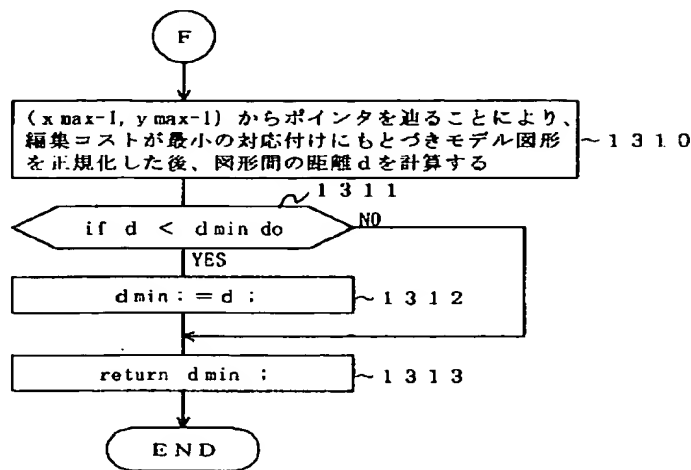 F
(x max-1, y max-1) からポインタを辿ることにより、
編集コストが最小の対応付けにもとづきモデル図形
を正規化した後、図形間の距離dを計算する
~1310
1311
if d < dmin do
NO
YES
dmin:=d;
~1312
return dmin ;
~1313
END